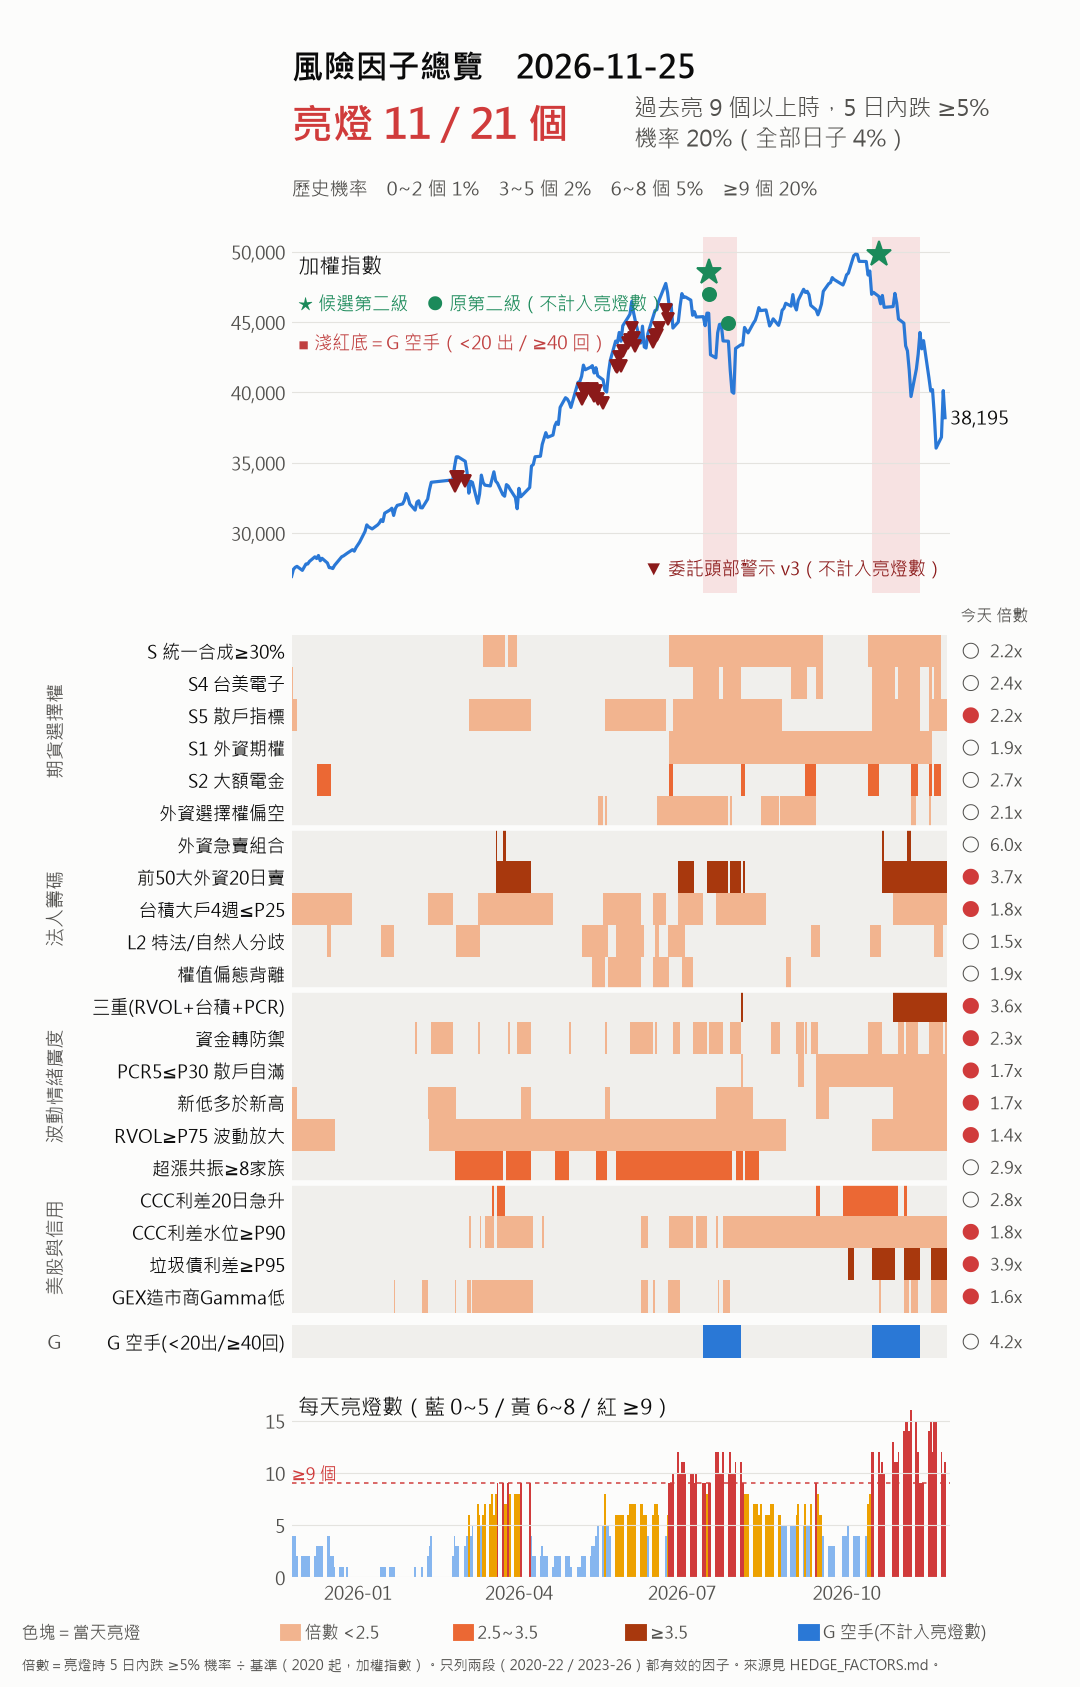 風險因子總覽 2026-11-25
亮燈 11 / 21 個
過去亮 9 個以上時，5 日內跌 ≥5%
機率 20%（全部日子 4%）
歷史機率 0~2 個 1% 3~5 個 2% 6~8 個 5% ≥9 個 20%
50,000
45,000
40,000
35,000
30,000
加權指數
★ 候選第二級 ● 原第二級（不計入亮燈數）
■ 淺紅底＝G 空手（<20 出 / ≥40 回）
38,195
▼ 委託頭部警示 v3（不計入亮燈數）
今天 倍數
期貨選擇權
S 統一合成≥30% 2.2x
S4 台美電子 2.4x
S5 散戶指標 2.2x
S1 外資期權 1.9x
S2 大額電金 2.7x
外資選擇權偏空 2.1x
法人籌碼
外資急賣組合 6.0x
前50大外資20日賣 3.7x
台積大戶4週≤P25 1.8x
L2 特法/自然人分歧 1.5x
權值偏態背離 1.9x
波動情緒廣度
三重(RVOL+台積+PCR) 3.6x
資金轉防禦 2.3x
PCR5≤P30 散戶自滿 1.7x
新低多於新高 1.7x
RVOL≥P75 波動放大 1.4x
超漲共振≥8家族 2.9x
美股與信用
CCC利差20日急升 2.8x
CCC利差水位≥P90 1.8x
垃圾債利差≥P95 3.9x
GEX造市商Gamma低 1.6x
G
G 空手(<20出/≥40回) 4.2x
每天亮燈數（藍 0~5 / 黃 6~8 / 紅 ≥9）
15
10
5
0
≥9 個
2026-01 2026-04 2026-07 2026-10
色塊＝當天亮燈 倍數 <2.5 2.5~3.5 ≥3.5 G 空手(不計入亮燈數)
倍數＝亮燈時 5 日內跌 ≥5% 機率 ÷ 基準（2020 起，加權指數）。只列兩段（2020-22 / 2023-26）都有效的因子。來源見 HEDGE_FACTORS.md。